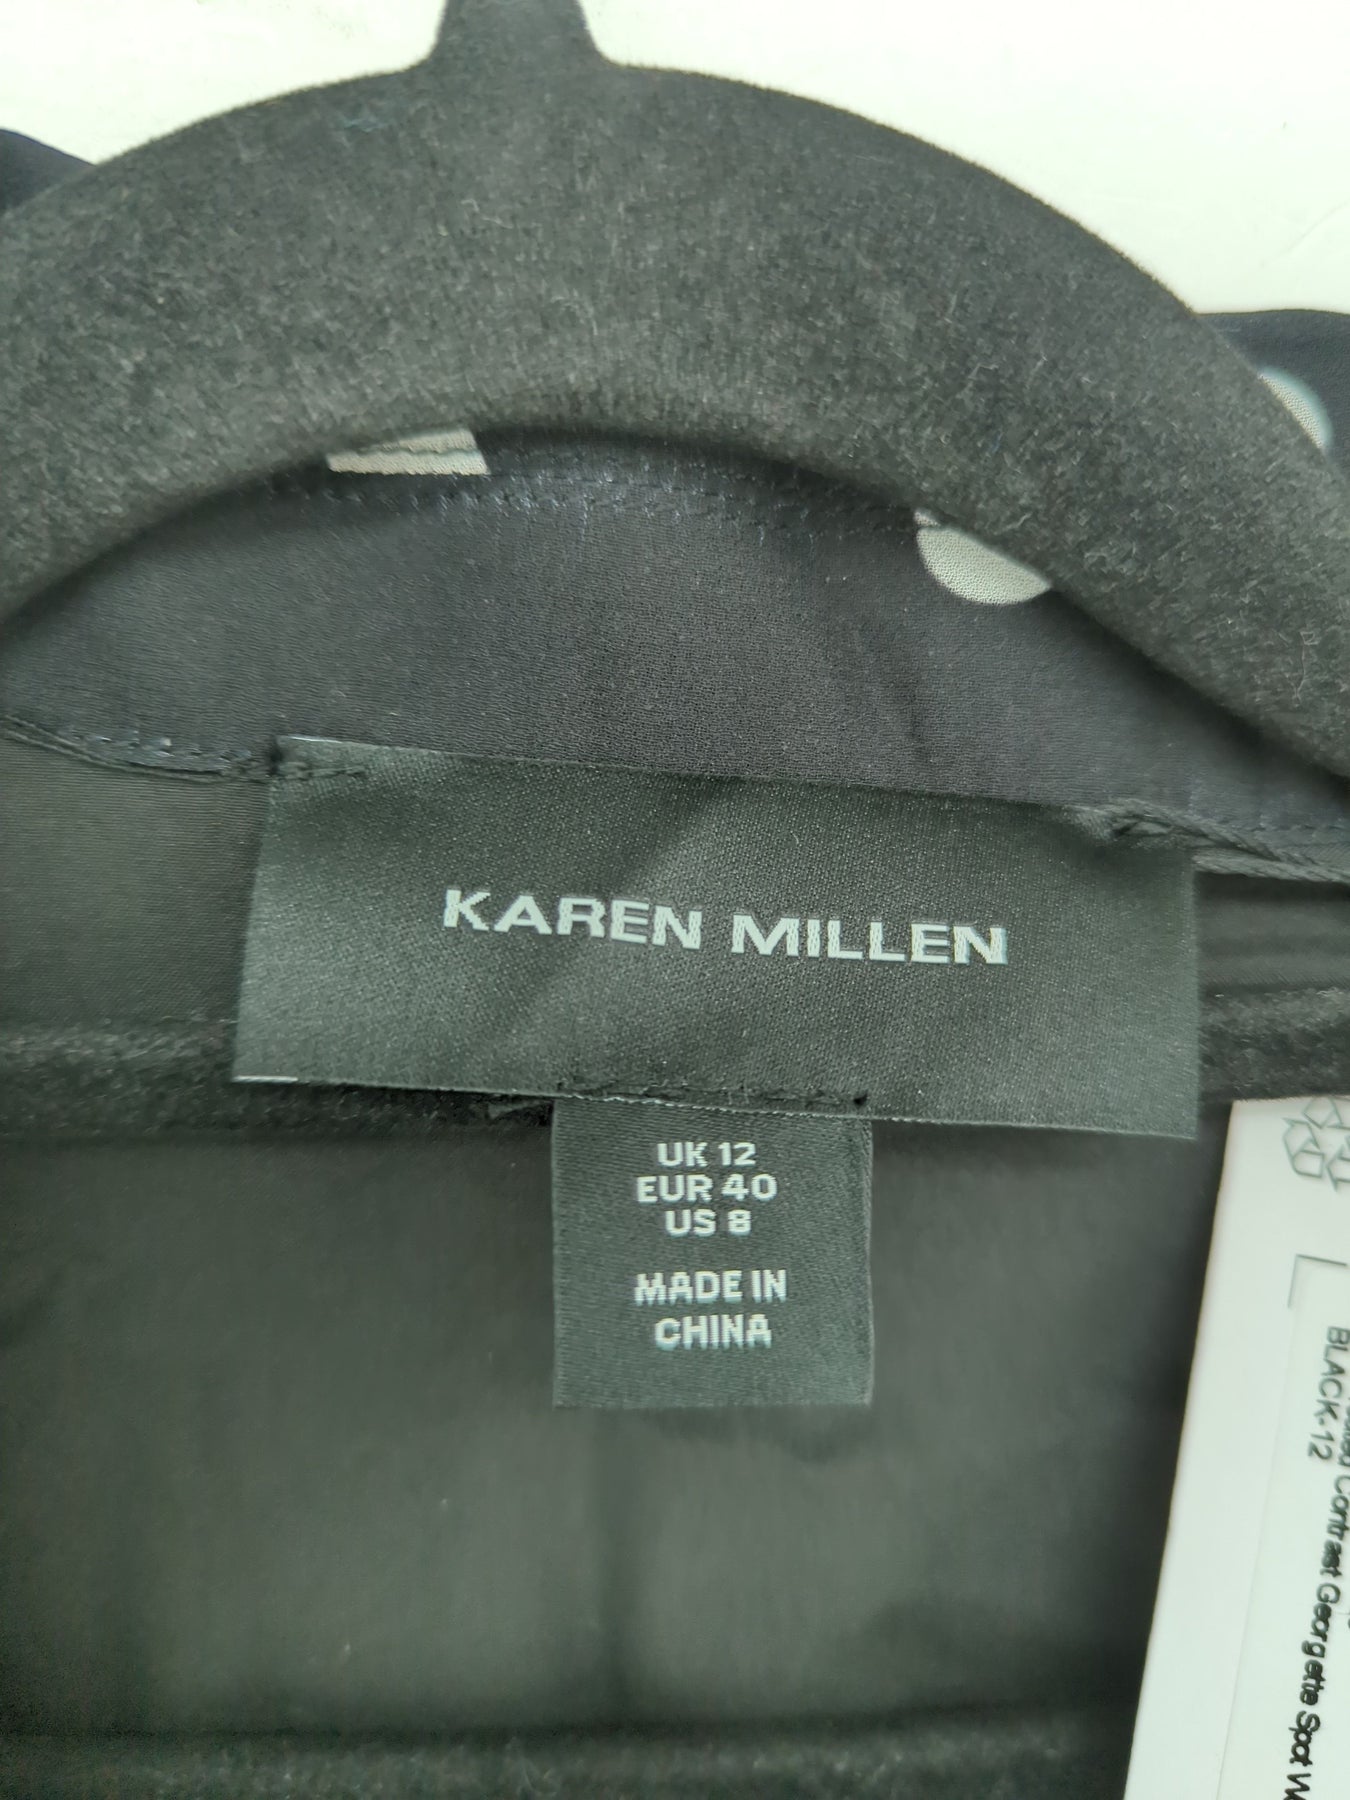 KAREN MILLEN
UK 12
EUR 40
US 8
MADE IN
CHINA
Contrast Georgette Spot
BLACK-12